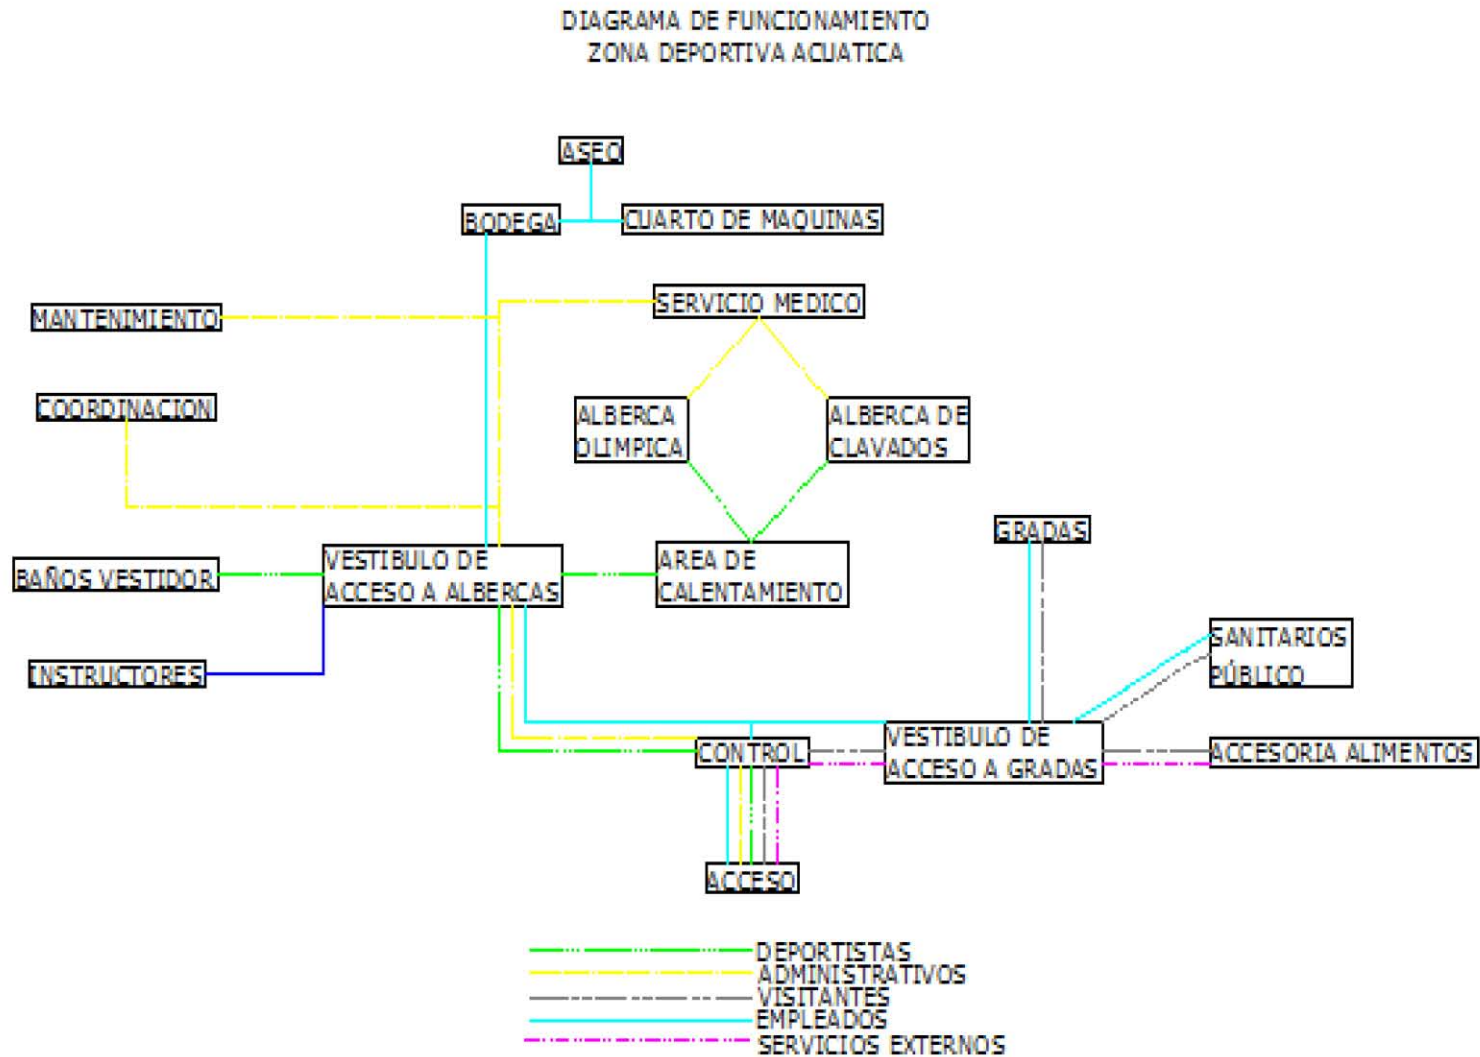 DIAGRAMA DE FUNCIONAMIENTO
ZONA DEPORTIVA ACUATICA
ASEO
BODEGA
CUARTO DE MAQUINAS
SERVICIO MEDICO
MANTENIMIENTO
COORDINACION
ALBERCA
OLIMPICA
ALBERCA DE
CLAVADOS
GRADAS
VESTIBULO DE
ACCESO A ALBERCAS
AREA DE
CALENTAMIENTO
BAÑOS VESTIDOR
INSTRUCTORES
SANITARIOS
PÚBLICO
CONTROL
VESTIBULO DE
ACCESO A GRADAS
ACCESORIA ALIMENTOS
ACCESO
DEPORTISTAS
ADMINISTRATIVOS
VISITANTES
EMPLEADOS
SERVICIOS EXTERNOS